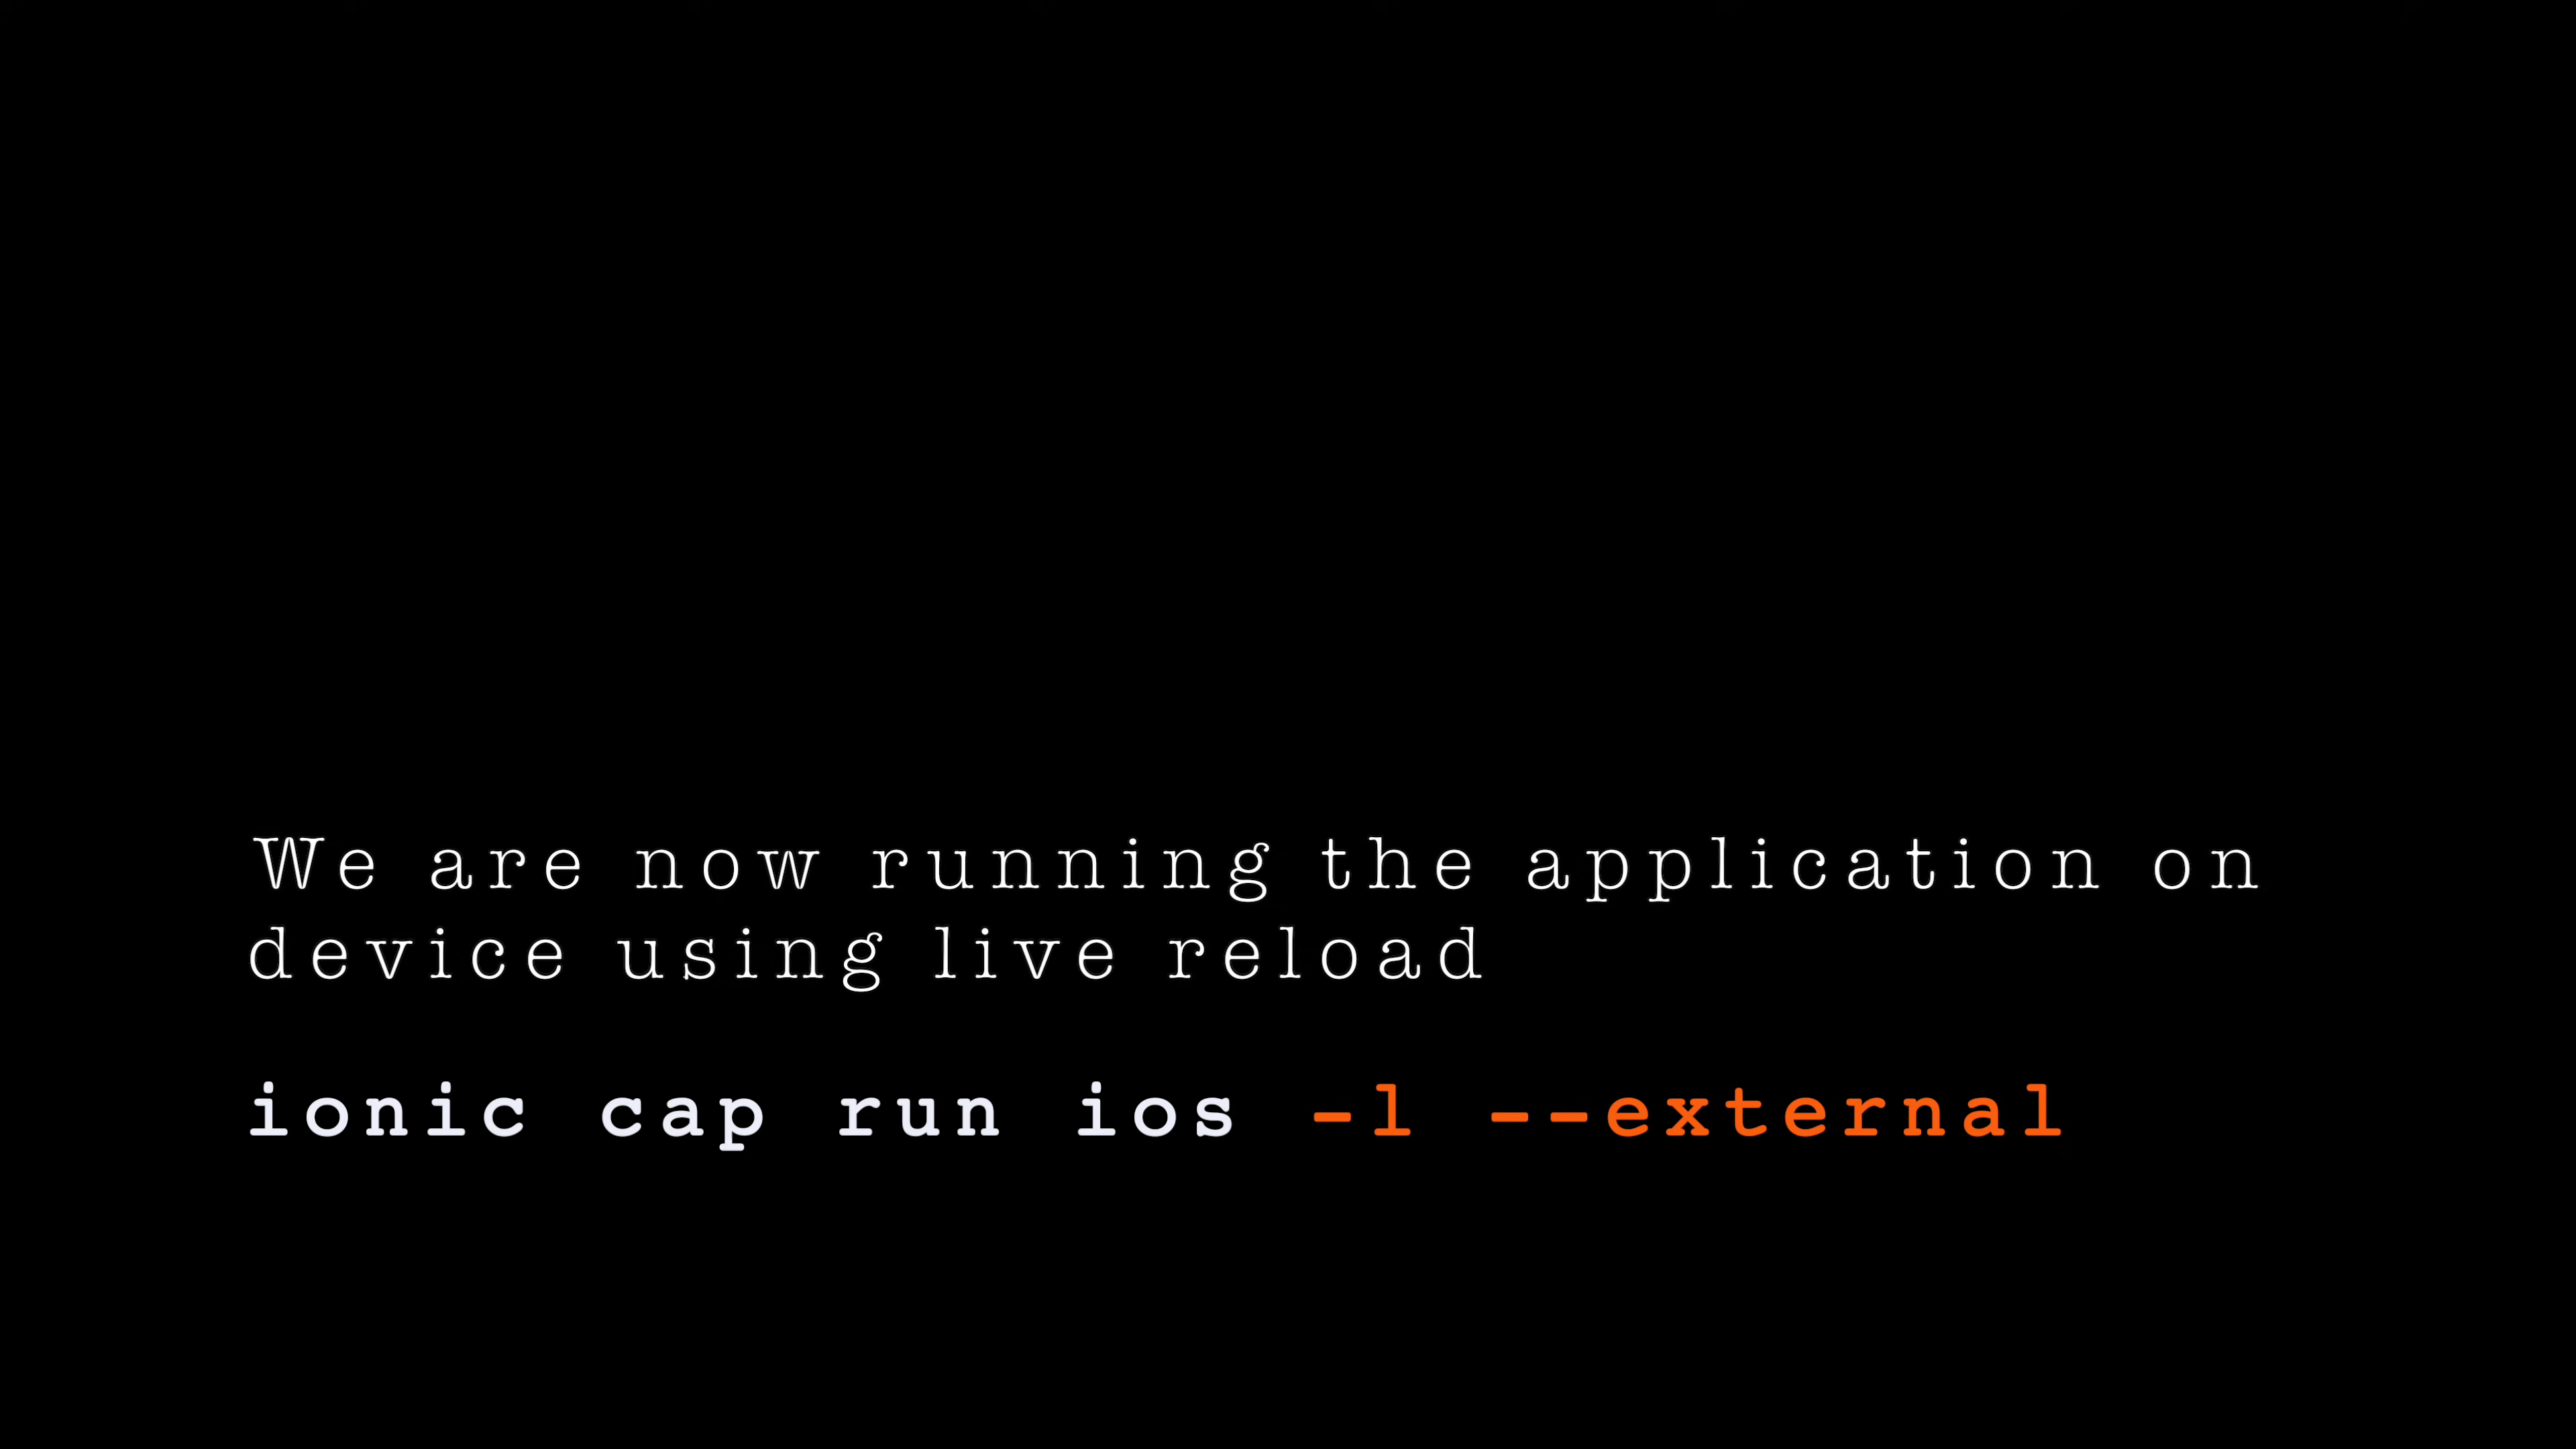 We are now running the application on
device using live reload
ionic cap run ios -l --external